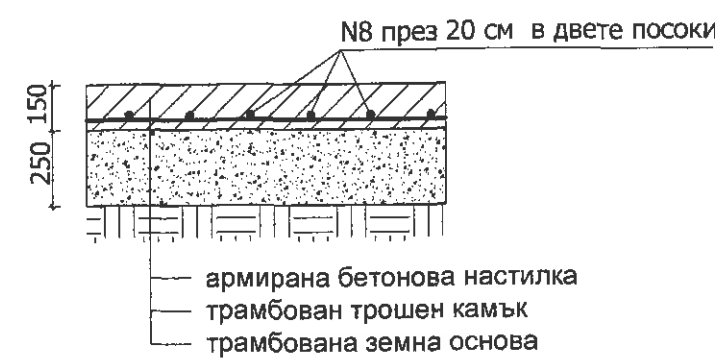 N8 през 20 см в двете посоки
150
250
армирана бетонова настилка
трамбован трошен камък
трамбована земна основа